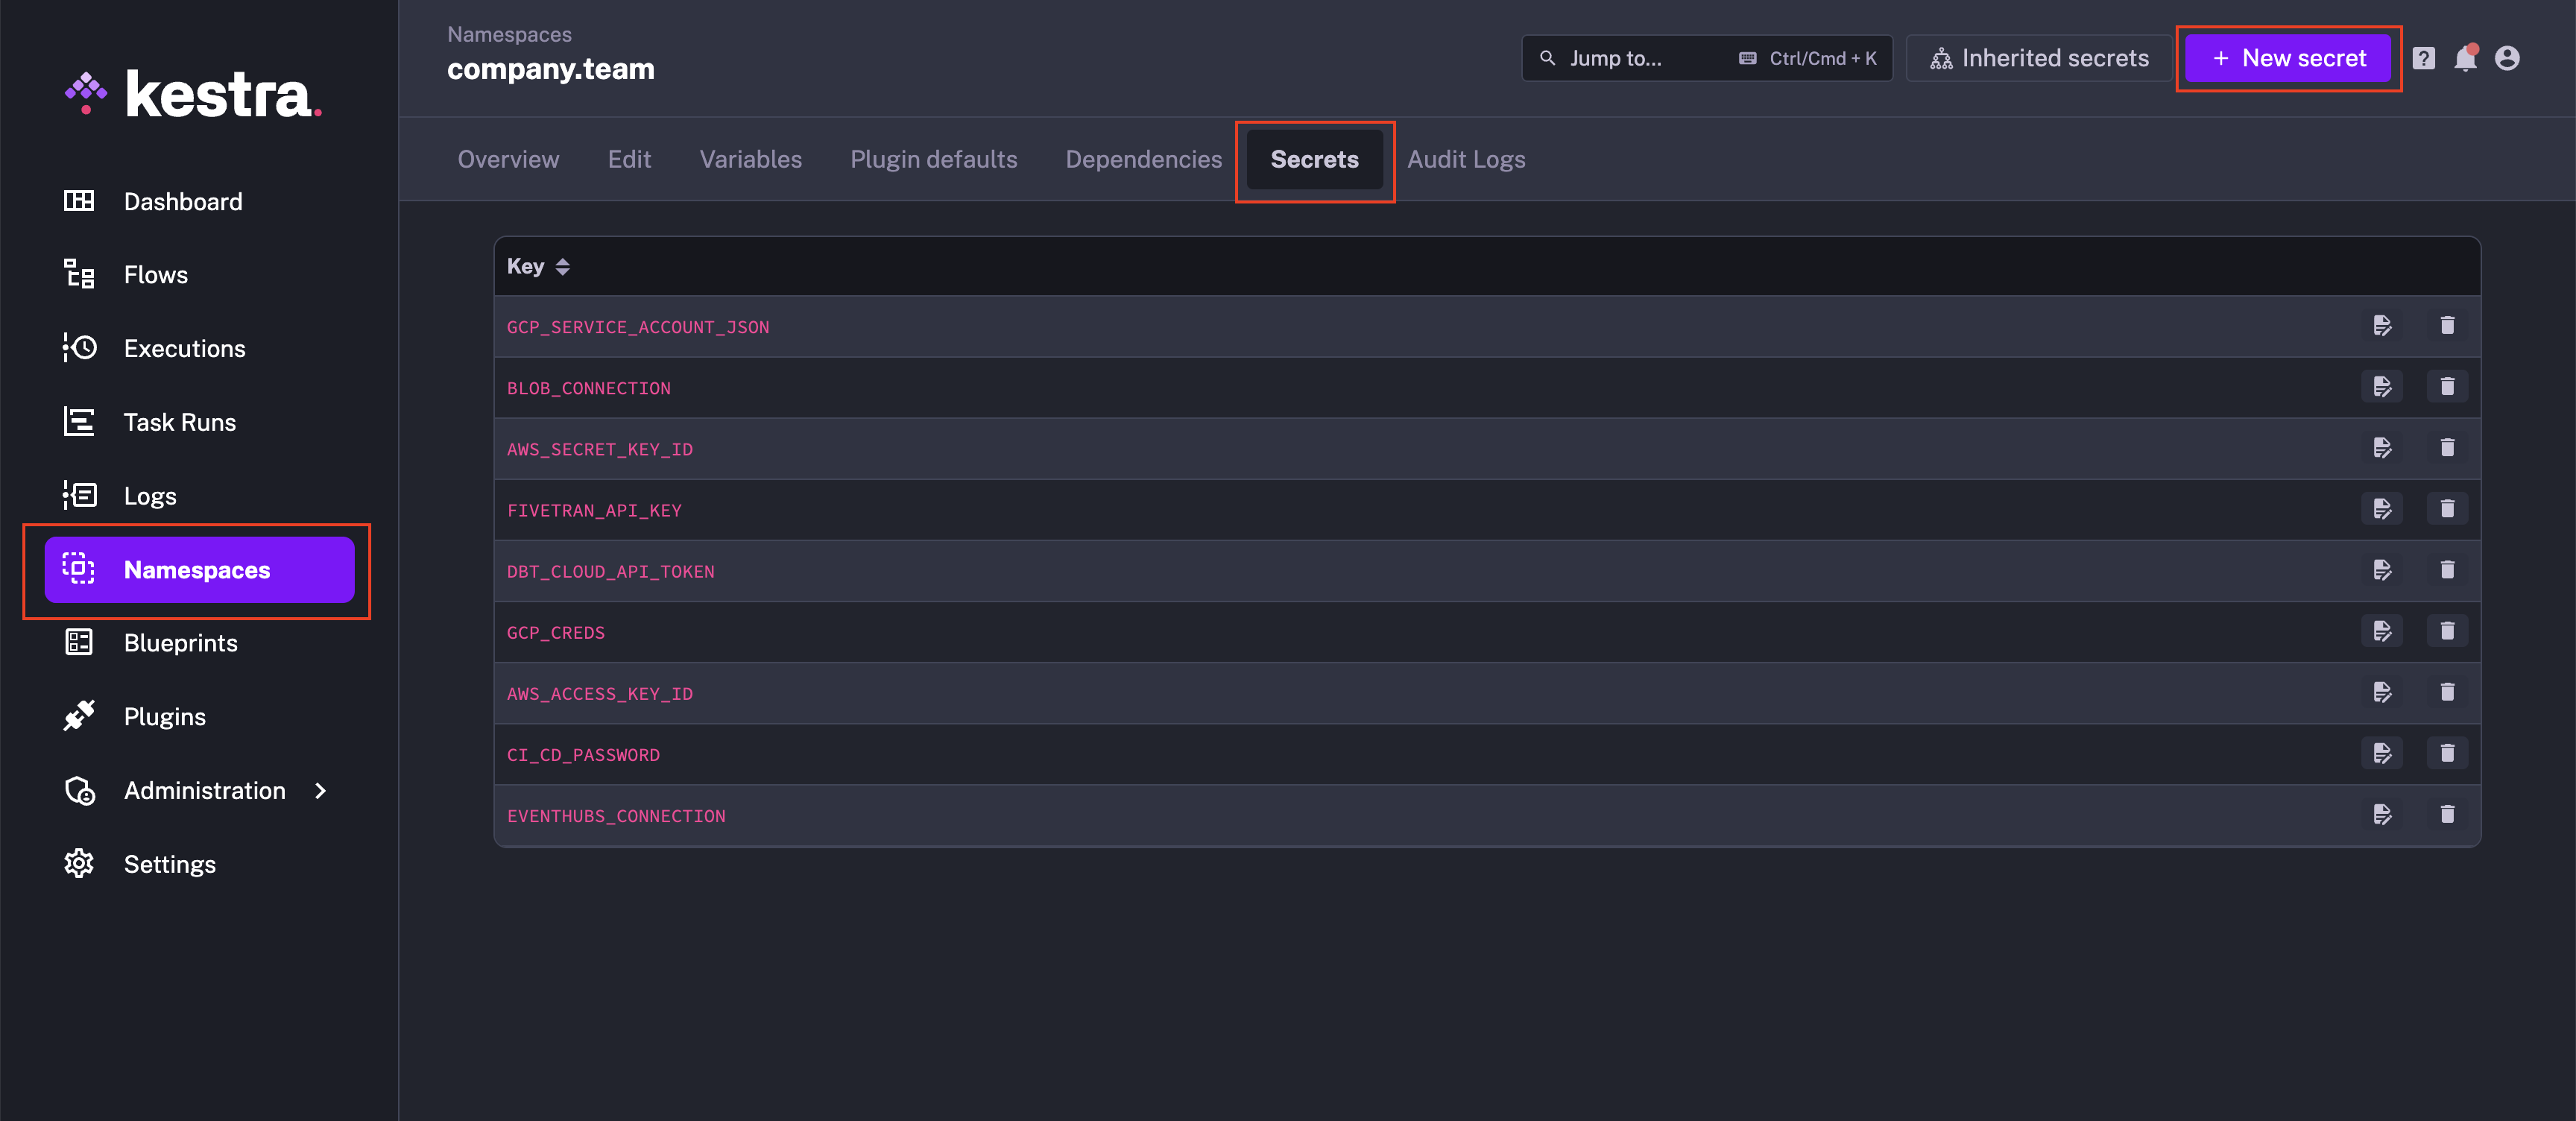 kestra.
Dashboard
Flows
Executions
Task Runs
Logs
Namespaces
Blueprints
Plugins
Administration
Settings
Namespaces
company.team
Jump to...
Ctrl/Cmd + K
Inherited secrets
+ New secret
?
Overview
Edit
Variables
Plugin defaults
Dependencies
Secrets
Audit Logs
Key
GCP_SERVICE_ACCOUNT_JSON
BLOB_CONNECTION
AWS_SECRET_KEY_ID
FIVETRAN_API_KEY
DBT_CLOUD_API_TOKEN
GCP_CREDS
AWS_ACCESS_KEY_ID
CI_CD_PASSWORD
EVENTHUBS_CONNECTION